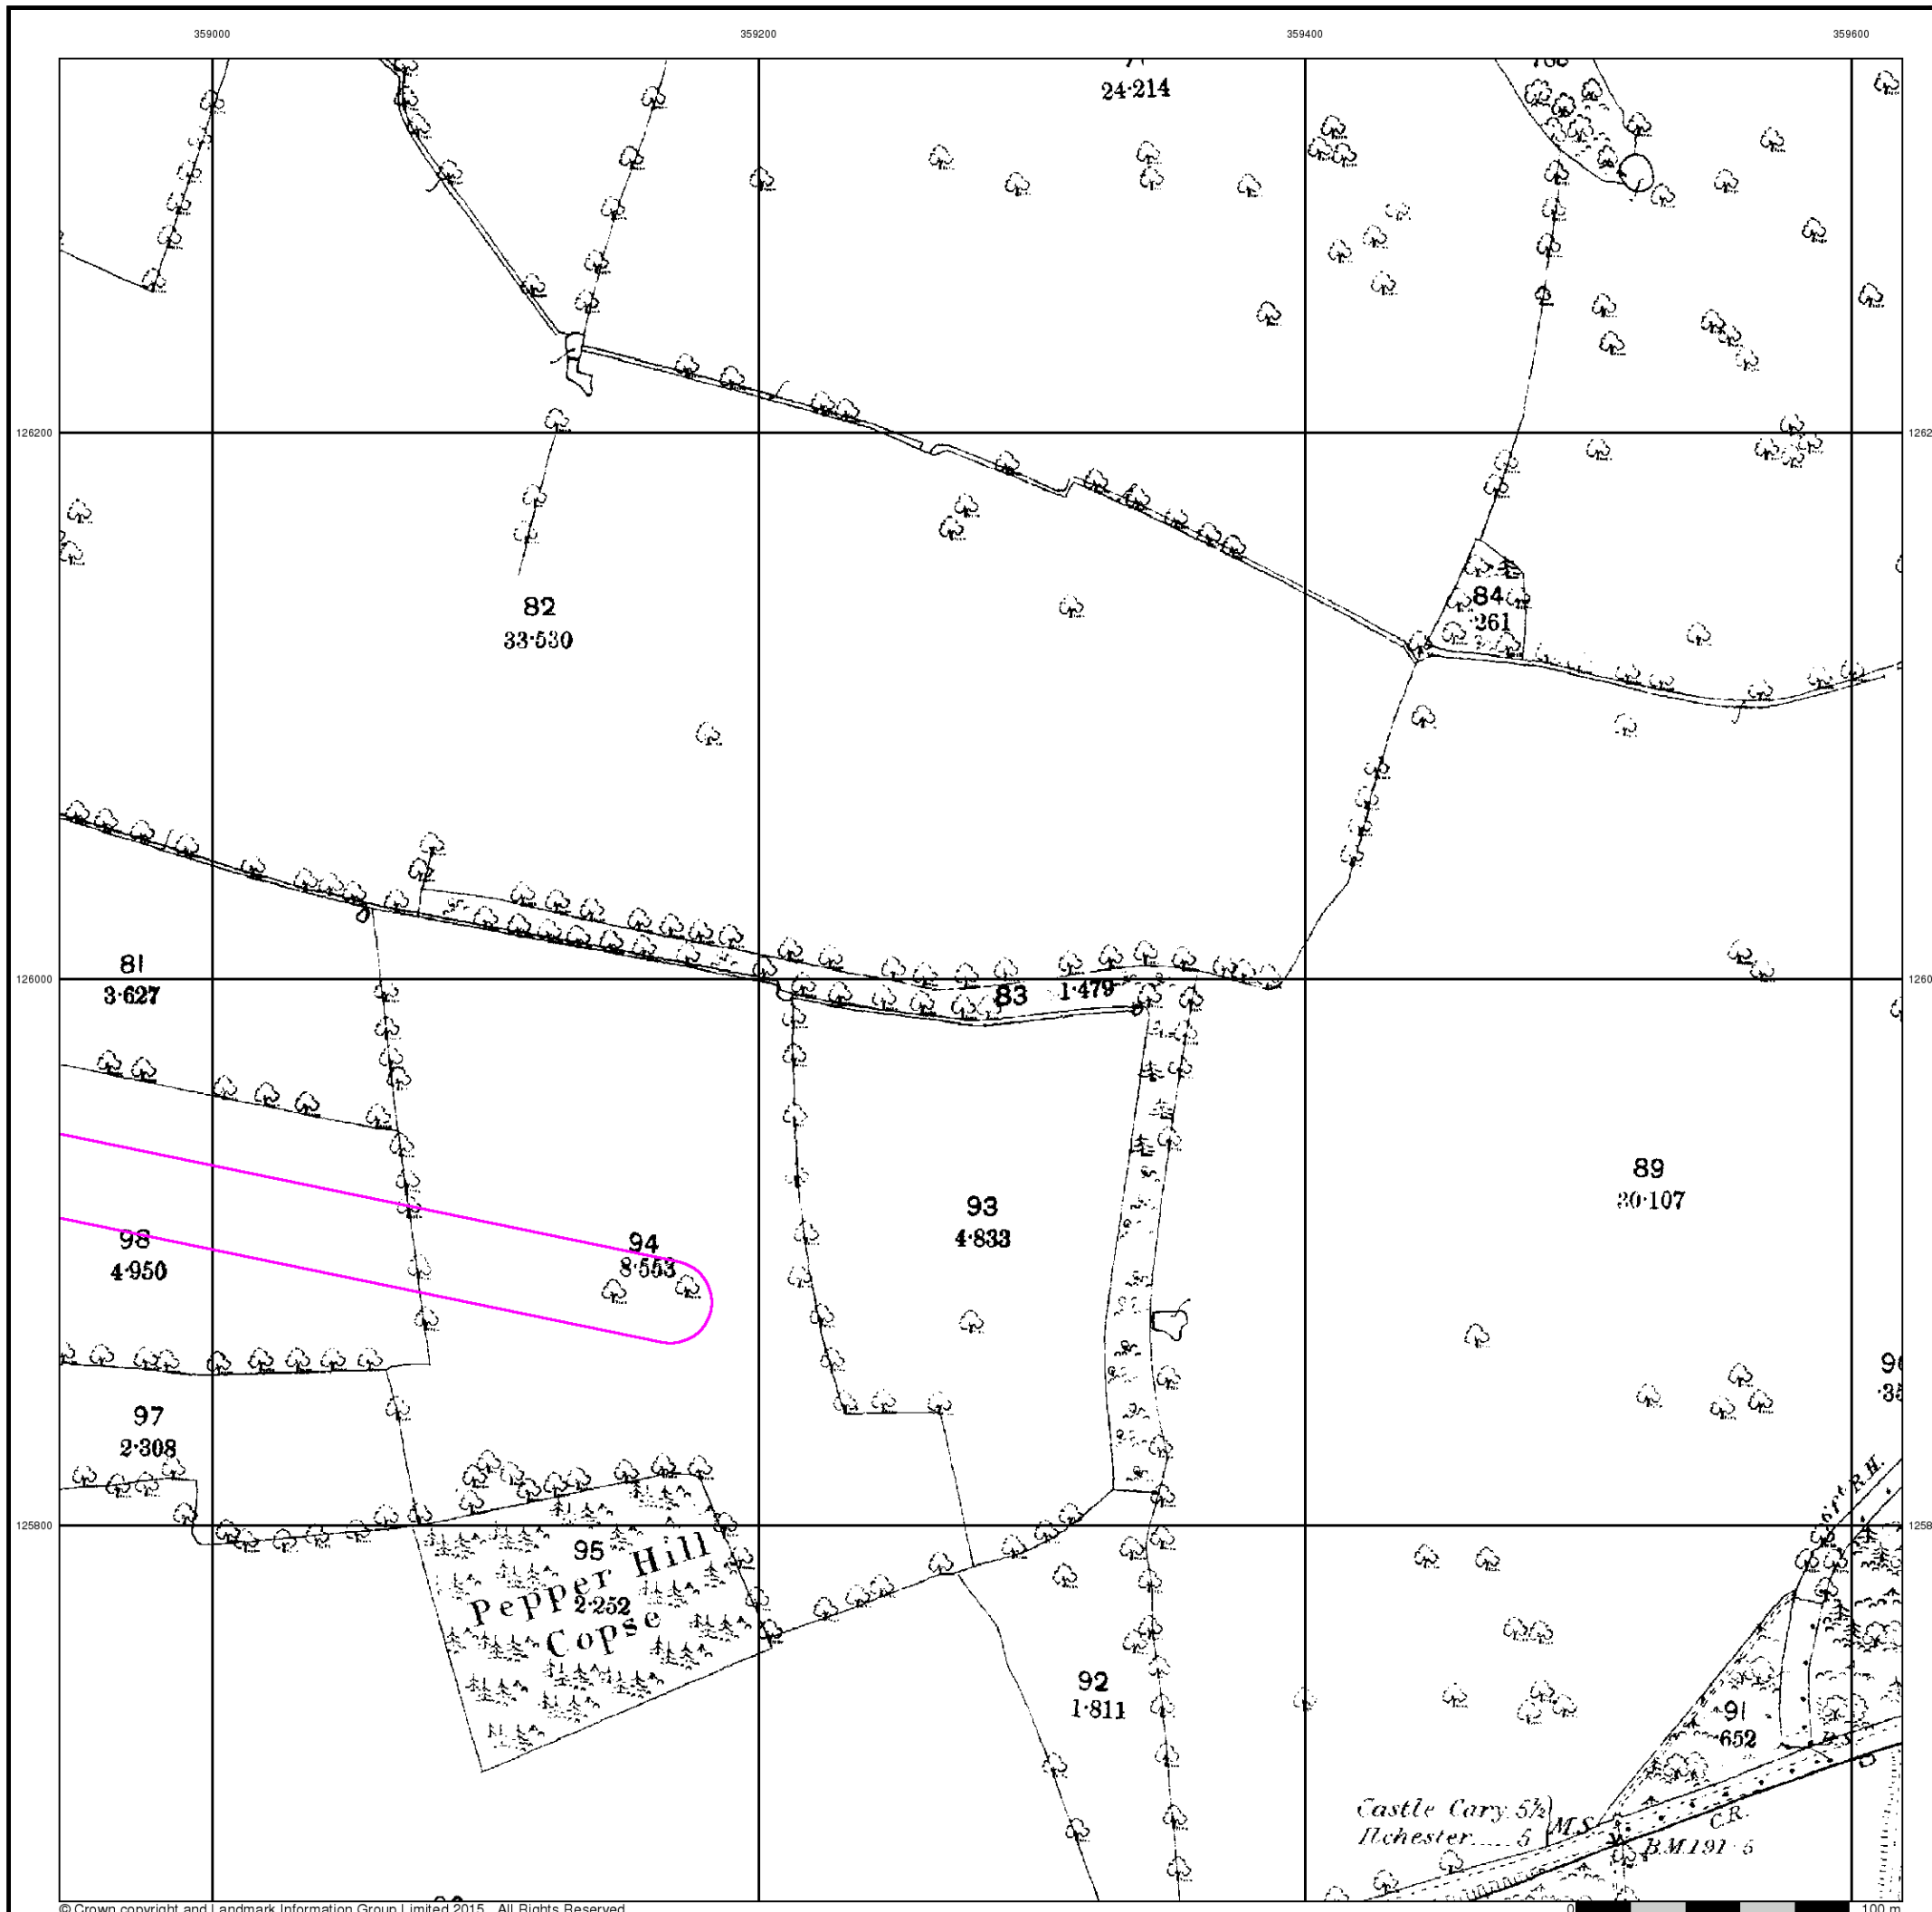 359000 359200 359400 359600
24·214
126200
82
33·530
84
·261
81
3·627
126000
83 1·479
89
30·107
93
4·833
94
8·553
98
4·950
97
2·308
6Ft. R.H.
125800
95
Pepper Hill
2·252
Copse
92
1·811
91
·652
Castle Cary 5½
Ilchester 5
M.S.
C.R.
B.M.191·5
© Crown copyright and Landmark Information Group Limited 2015. All Rights Reserved.
0 100 m